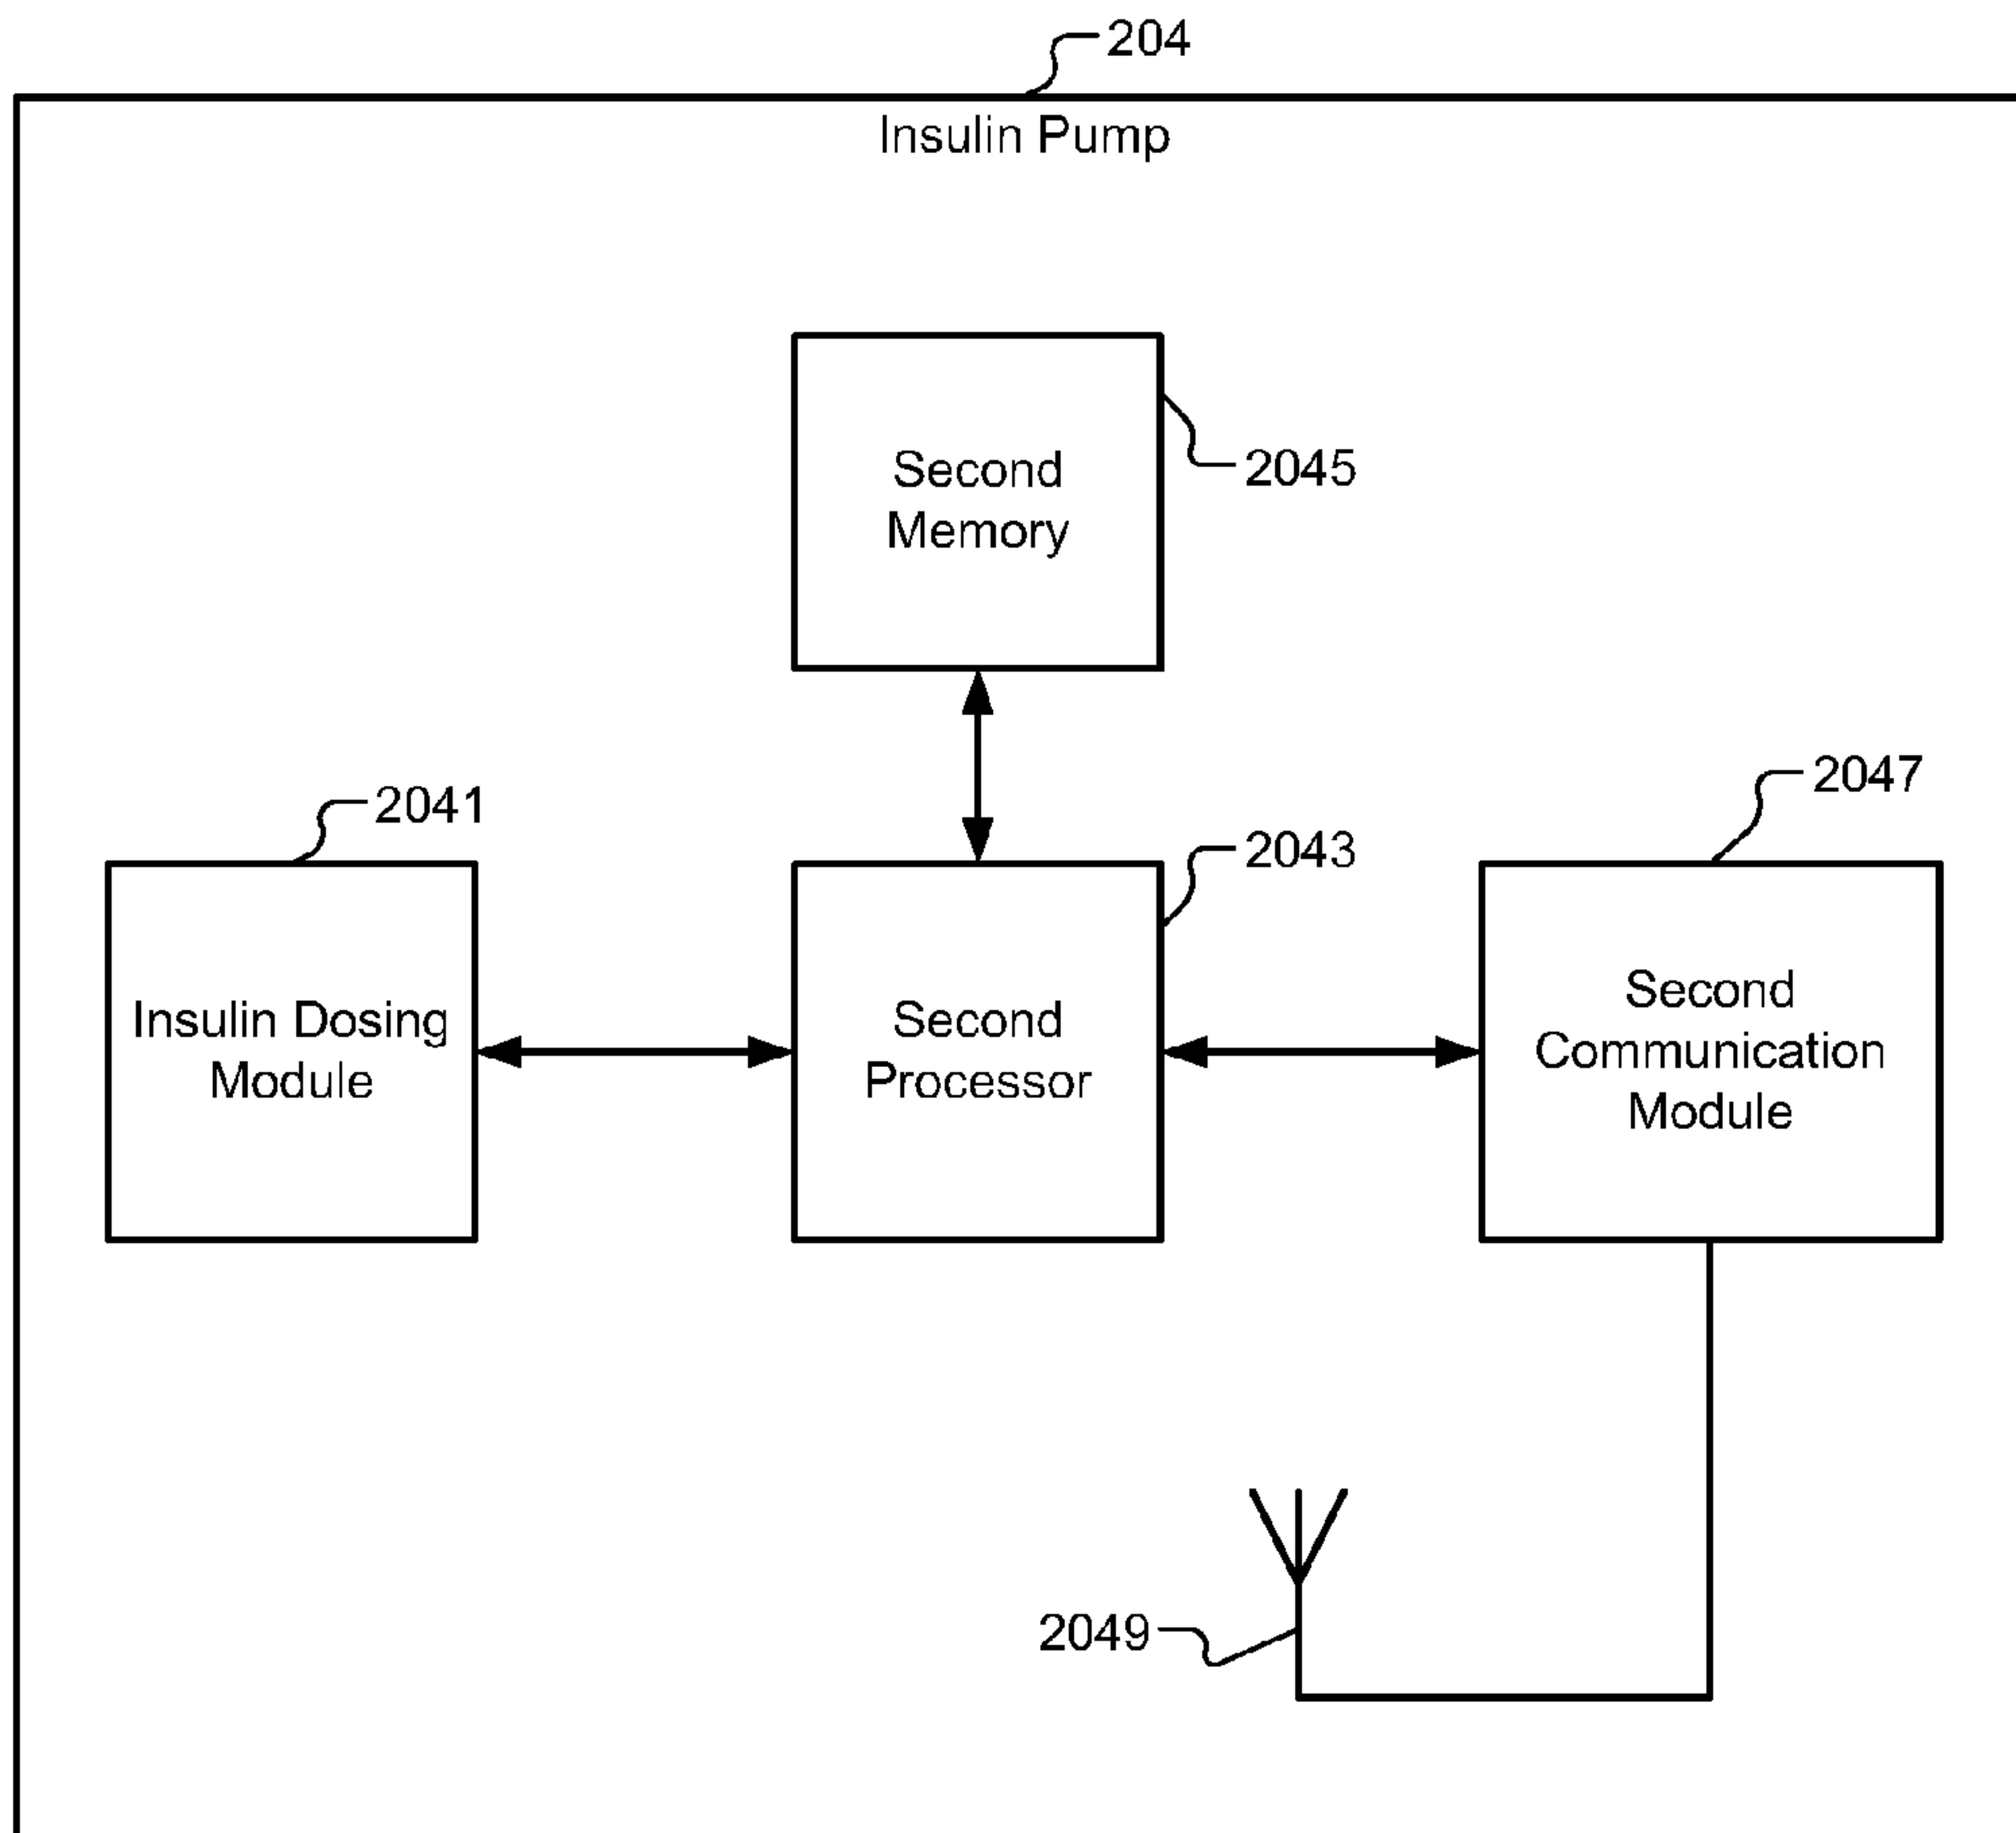 204
Insulin Pump
Second
Memory
2045
2041
2043
2047
Insulin Dosing
Module
Second
Processor
Second
Communication
Module
2049